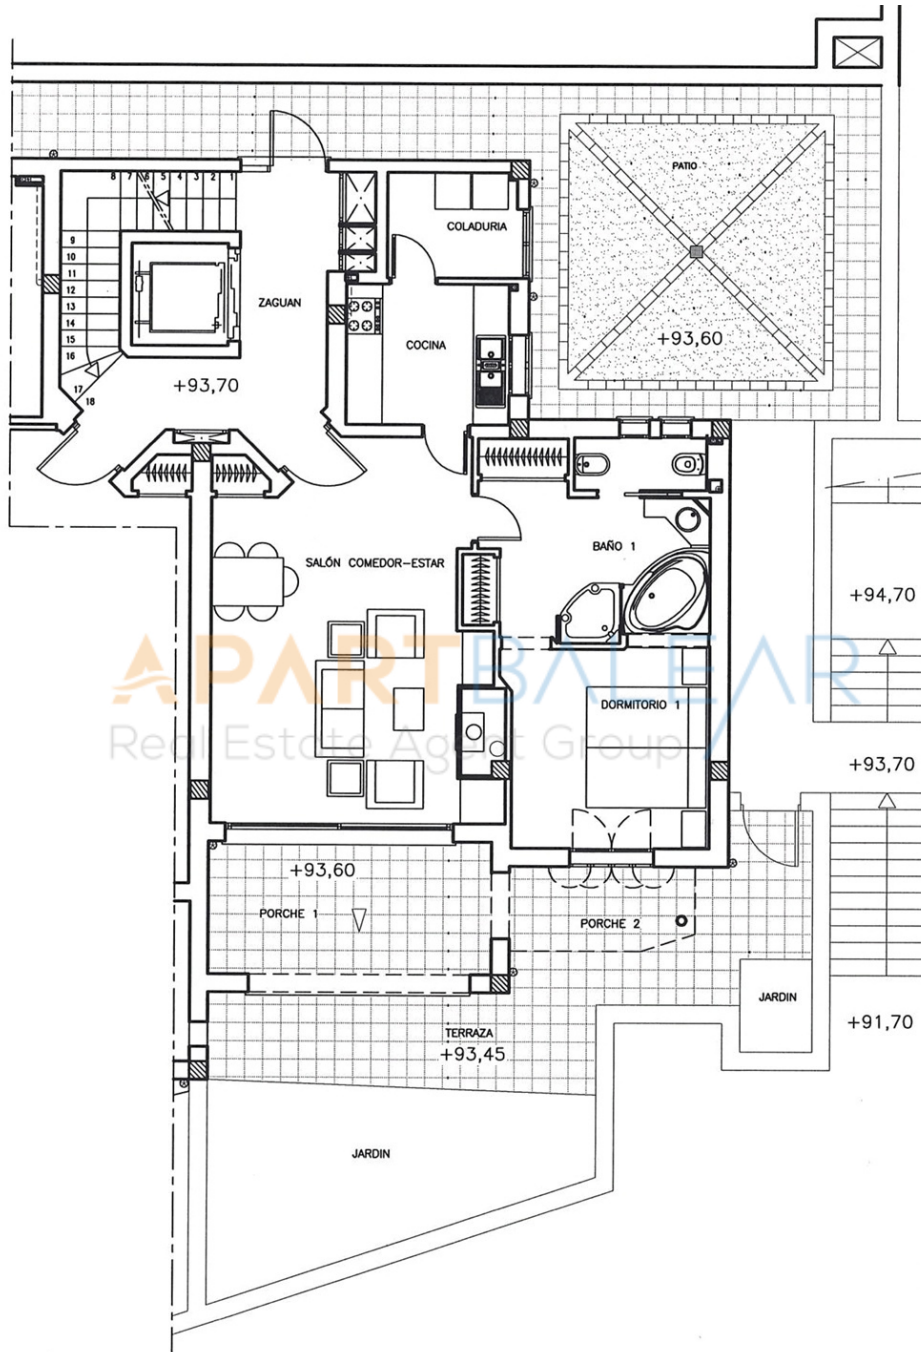 PATIO
8 7 6 5 4 3 2
COLADURIA
9
10
11
12
13
14
15
16
17
18
ZAGUAN
+93,60
COCINA
+93,70
BAÑO 1
SALÓN COMEDOR-ESTAR
+94,70
APARTBALEAR
DORMITORIO 1
Real Estate Agent Group
+93,70
+93,60
PORCHE 1
PORCHE 2
JARDIN
+91,70
TERRAZA
+93,45
JARDIN